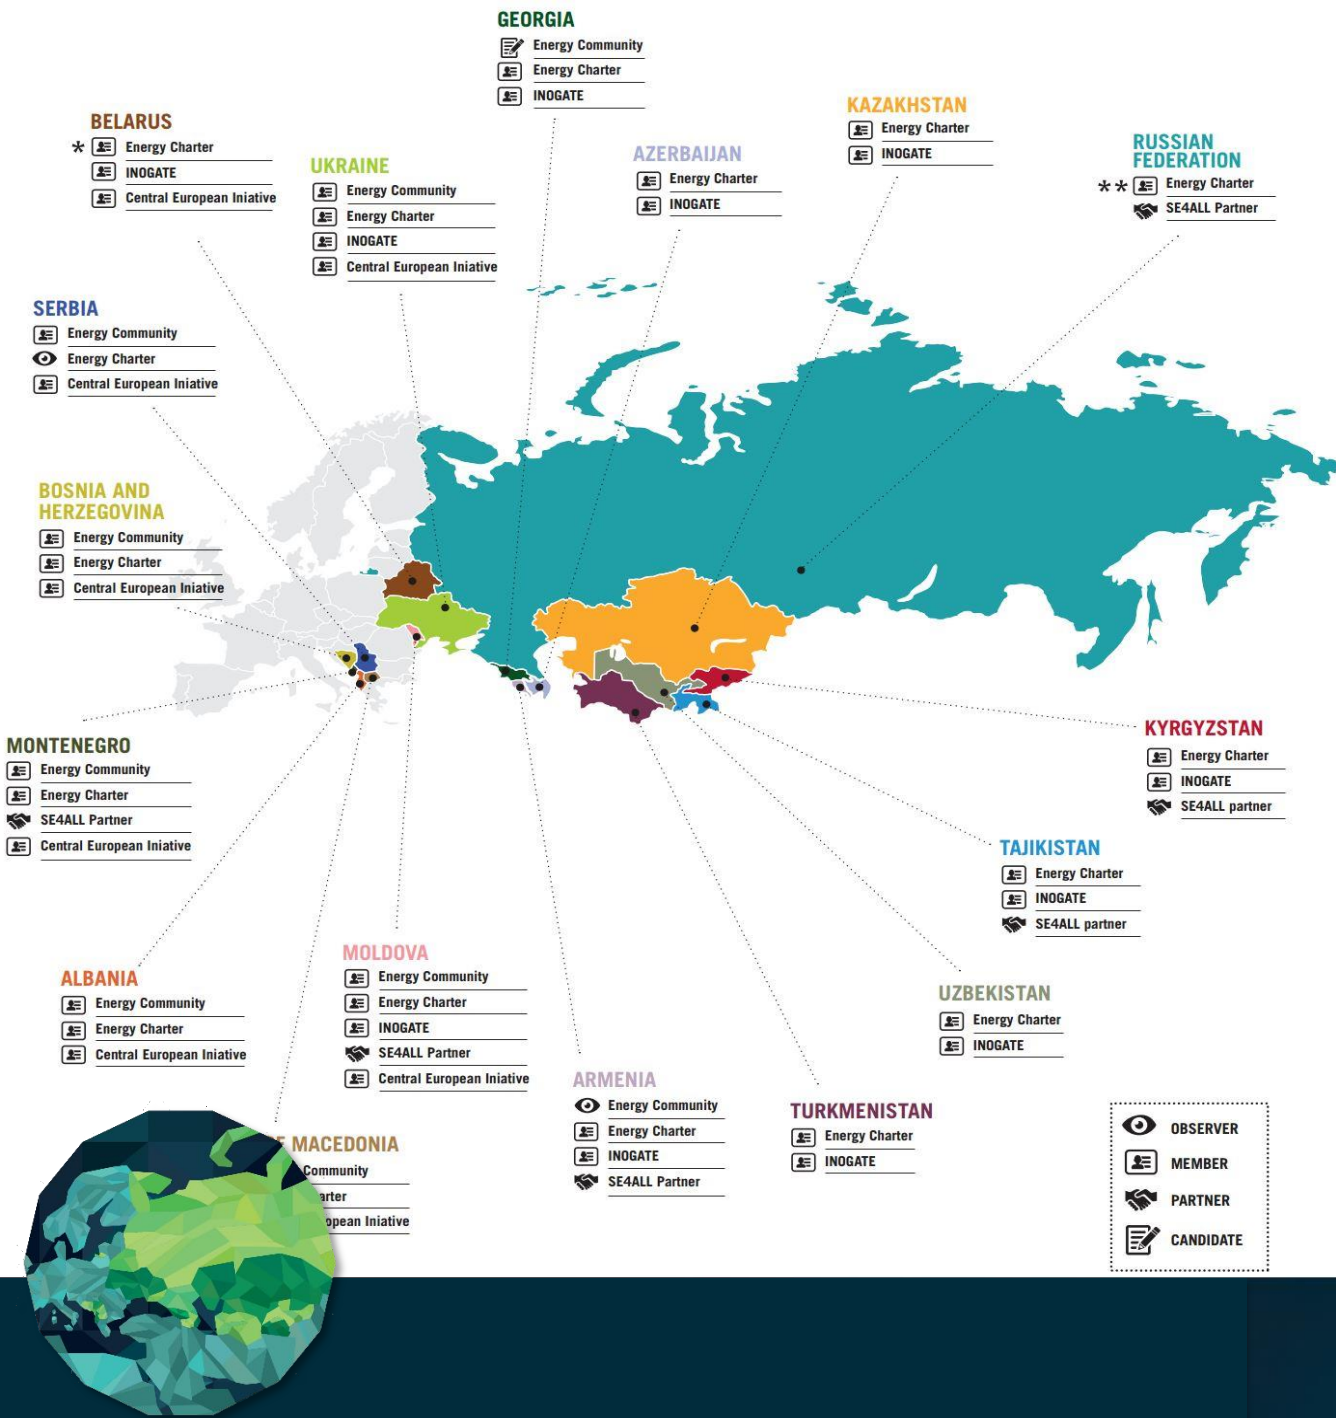 GEORGIA
Energy Community
Energy Charter
INOGATE
KAZAKHSTAN
Energy Charter
INOGATE
BELARUS
* Energy Charter
INOGATE
Central European Iniative
UKRAINE
Energy Community
Energy Charter
INOGATE
Central European Iniative
AZERBAIJAN
Energy Charter
INOGATE
RUSSIAN
FEDERATION
** Energy Charter
SE4ALL Partner
SERBIA
Energy Community
Energy Charter
Central European Iniative
BOSNIA AND
HERZEGOVINA
Energy Community
Energy Charter
Central European Iniative
MONTENEGRO
Energy Community
Energy Charter
SE4ALL Partner
Central European Iniative
KYRGYZSTAN
Energy Charter
INOGATE
SE4ALL partner
TAJIKISTAN
Energy Charter
INOGATE
SE4ALL partner
ALBANIA
Energy Community
Energy Charter
Central European Iniative
MOLDOVA
Energy Community
Energy Charter
INOGATE
SE4ALL Partner
Central European Iniative
UZBEKISTAN
Energy Charter
INOGATE
ARMENIA
Energy Community
Energy Charter
INOGATE
SE4ALL Partner
TURKMENISTAN
Energy Charter
INOGATE
MACEDONIA
Community
Iniative
OBSERVER
MEMBER
PARTNER
CANDIDATE